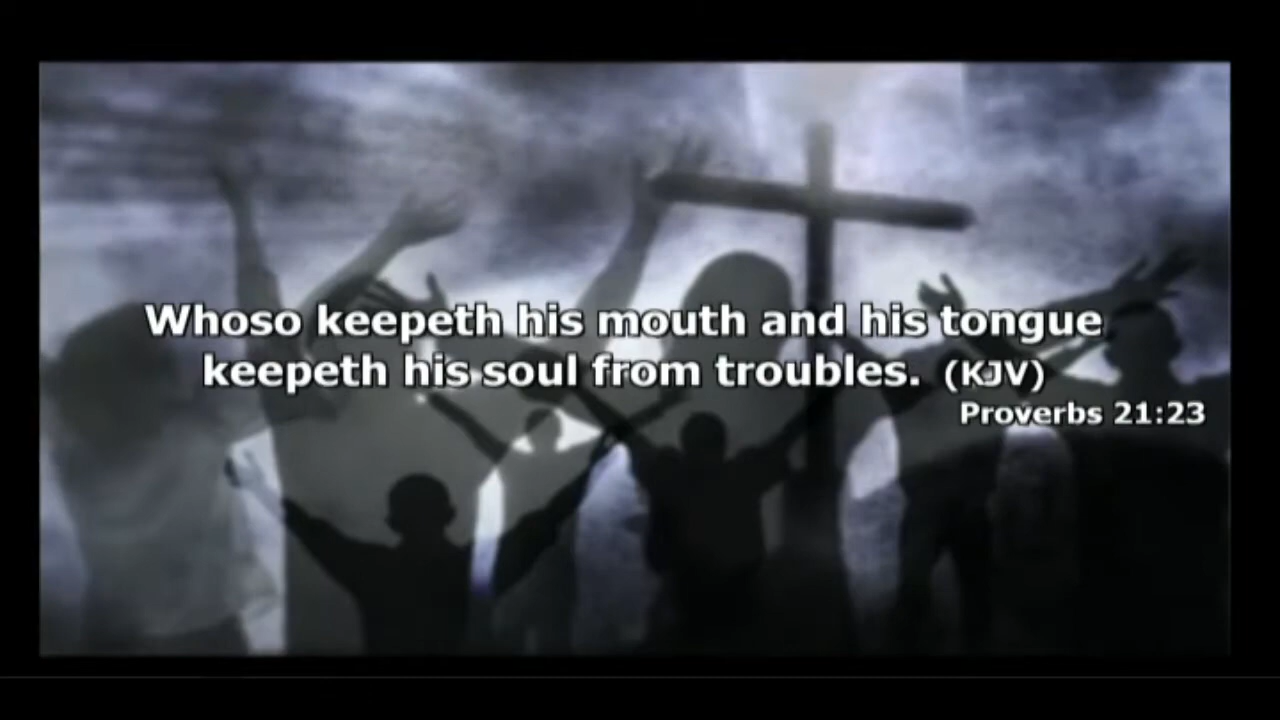 Whoso keepeth his mouth and his tongue
keepeth his soul from troubles. (KJV)
Proverbs 21:23